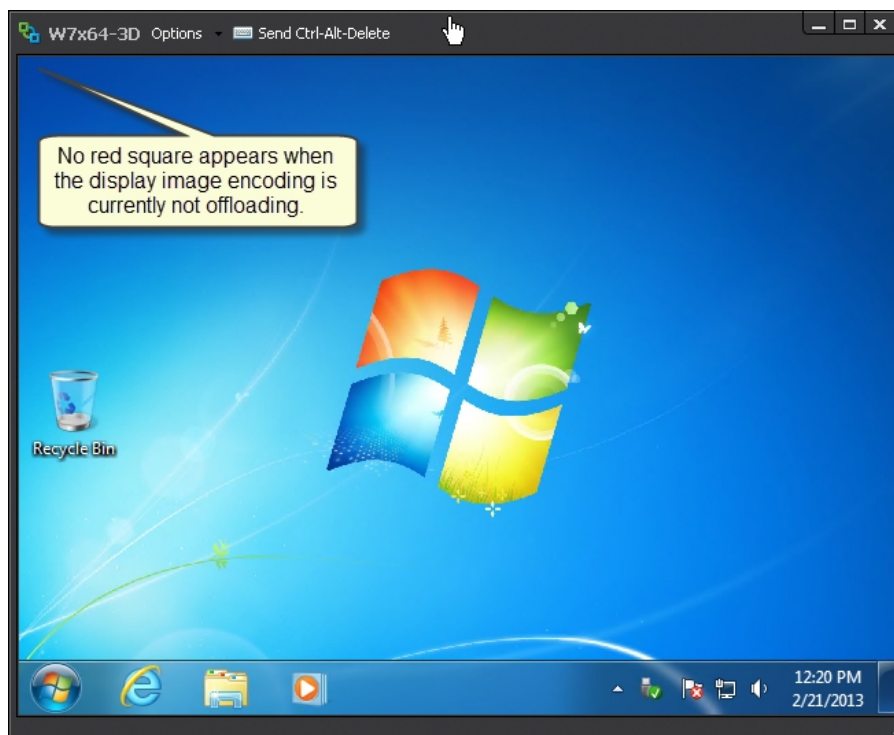 W7x64-3D Options Send Ctrl-Alt-Delete
No red square appears when
the display image encoding is
currently not offloading.
Recycle Bin
12:20 PM
2/21/2013